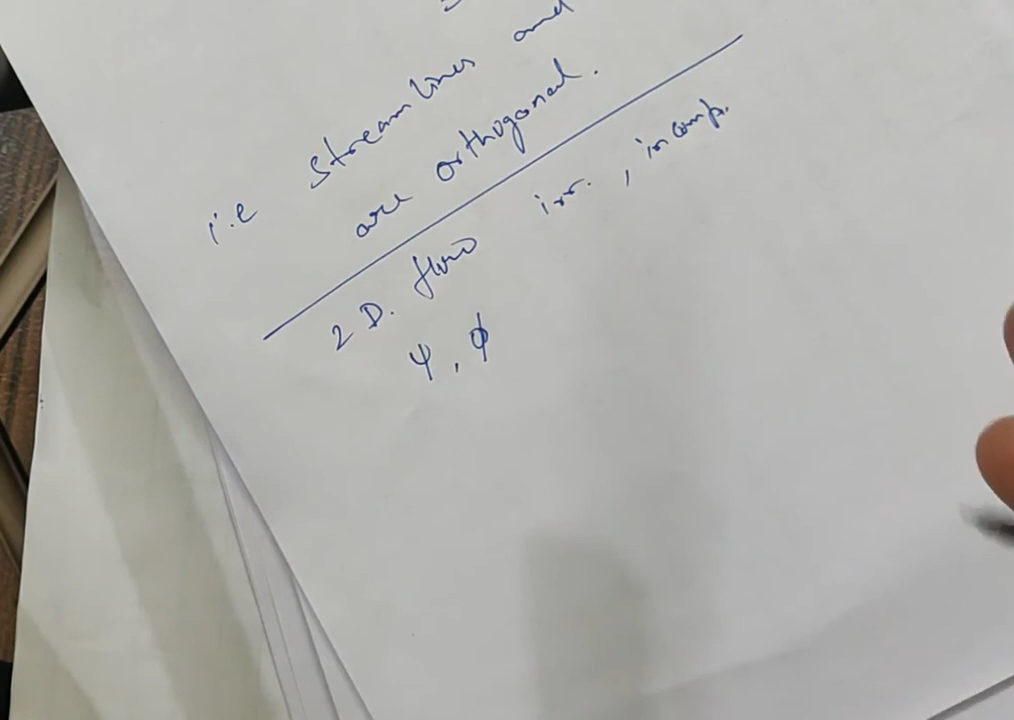 i.e streamlines and
are orthogonal.
2 D. flow irr., incomp.
ψ, φ